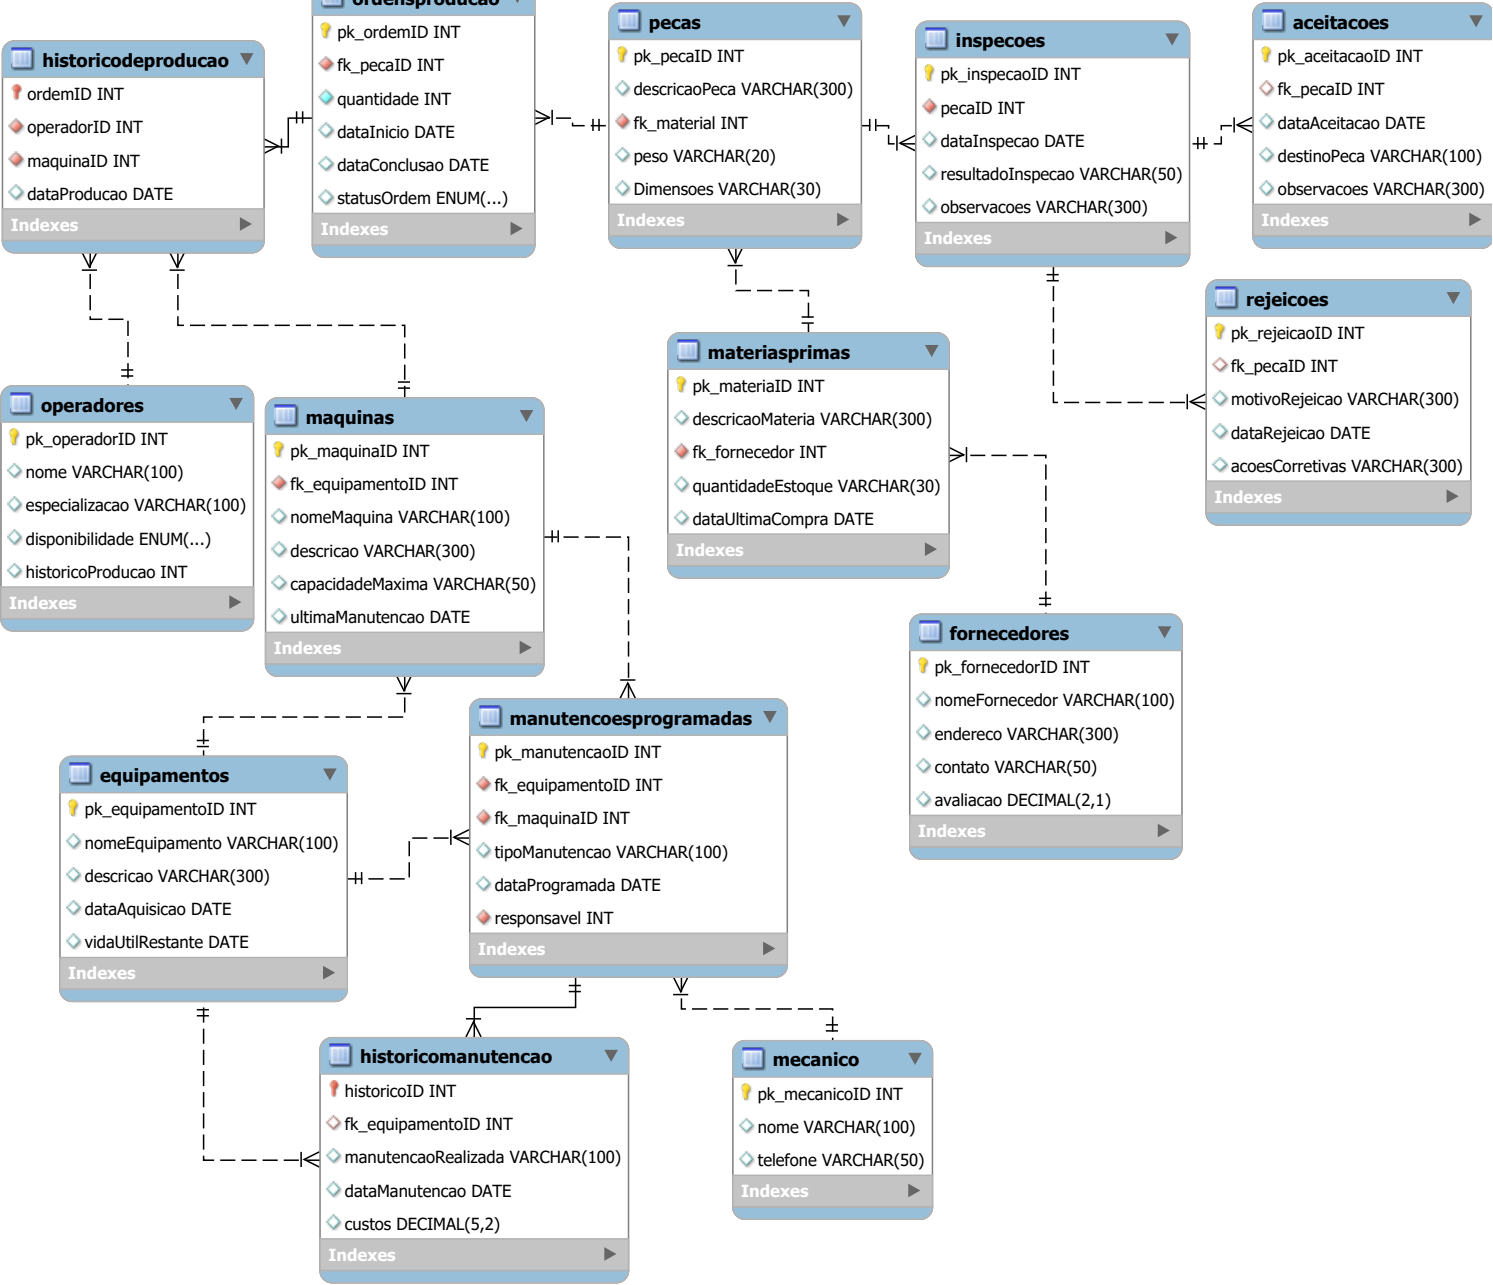 historicodeproducao
ordemID INT
operadorID INT
maquinaID INT
dataProducao DATE
Indexes
ordensproducao
pk_ordemID INT
fk_pecaID INT
quantidade INT
dataInicio DATE
dataConclusao DATE
statusOrdem ENUM(...)
Indexes
pecas
pk_pecaID INT
descricaoPeca VARCHAR(300)
fk_material INT
peso VARCHAR(20)
Dimensoes VARCHAR(30)
Indexes
inspecoes
pk_inspecaoID INT
pecaID INT
dataInspecao DATE
resultadoInspecao VARCHAR(50)
observacoes VARCHAR(300)
Indexes
aceitacoes
pk_aceitacaoID INT
fk_pecaID INT
dataAceitacao DATE
destinoPeca VARCHAR(100)
observacoes VARCHAR(300)
Indexes
rejeicoes
pk_rejeicaoID INT
fk_pecaID INT
motivoRejeicao VARCHAR(300)
dataRejeicao DATE
acoesCorretivas VARCHAR(300)
Indexes
operadores
pk_operadorID INT
nome VARCHAR(100)
especializacao VARCHAR(100)
disponibilidade ENUM(...)
historicoProducao INT
Indexes
maquinas
pk_maquinaID INT
fk_equipamentoID INT
nomeMaquina VARCHAR(100)
descricao VARCHAR(300)
capacidadeMaxima VARCHAR(50)
ultimaManutencao DATE
Indexes
materiasprimas
pk_materiaID INT
descricaoMateria VARCHAR(300)
fk_fornecedor INT
quantidadeEstoque VARCHAR(30)
dataUltimaCompra DATE
Indexes
fornecedores
pk_fornecedorID INT
nomeFornecedor VARCHAR(100)
endereco VARCHAR(300)
contato VARCHAR(50)
avaliacao DECIMAL(2,1)
Indexes
equipamentos
pk_equipamentoID INT
nomeEquipamento VARCHAR(100)
descricao VARCHAR(300)
dataAquisicao DATE
vidaUtilRestante DATE
Indexes
manutencoesprogramadas
pk_manutencaoID INT
fk_equipamentoID INT
fk_maquinaID INT
tipoManutencao VARCHAR(100)
dataProgramada DATE
responsavel INT
Indexes
historicomanutencao
historicoID INT
fk_equipamentoID INT
manutencaoRealizada VARCHAR(100)
dataManutencao DATE
custos DECIMAL(5,2)
Indexes
mecanico
pk_mecanicoID INT
nome VARCHAR(100)
telefone VARCHAR(50)
Indexes